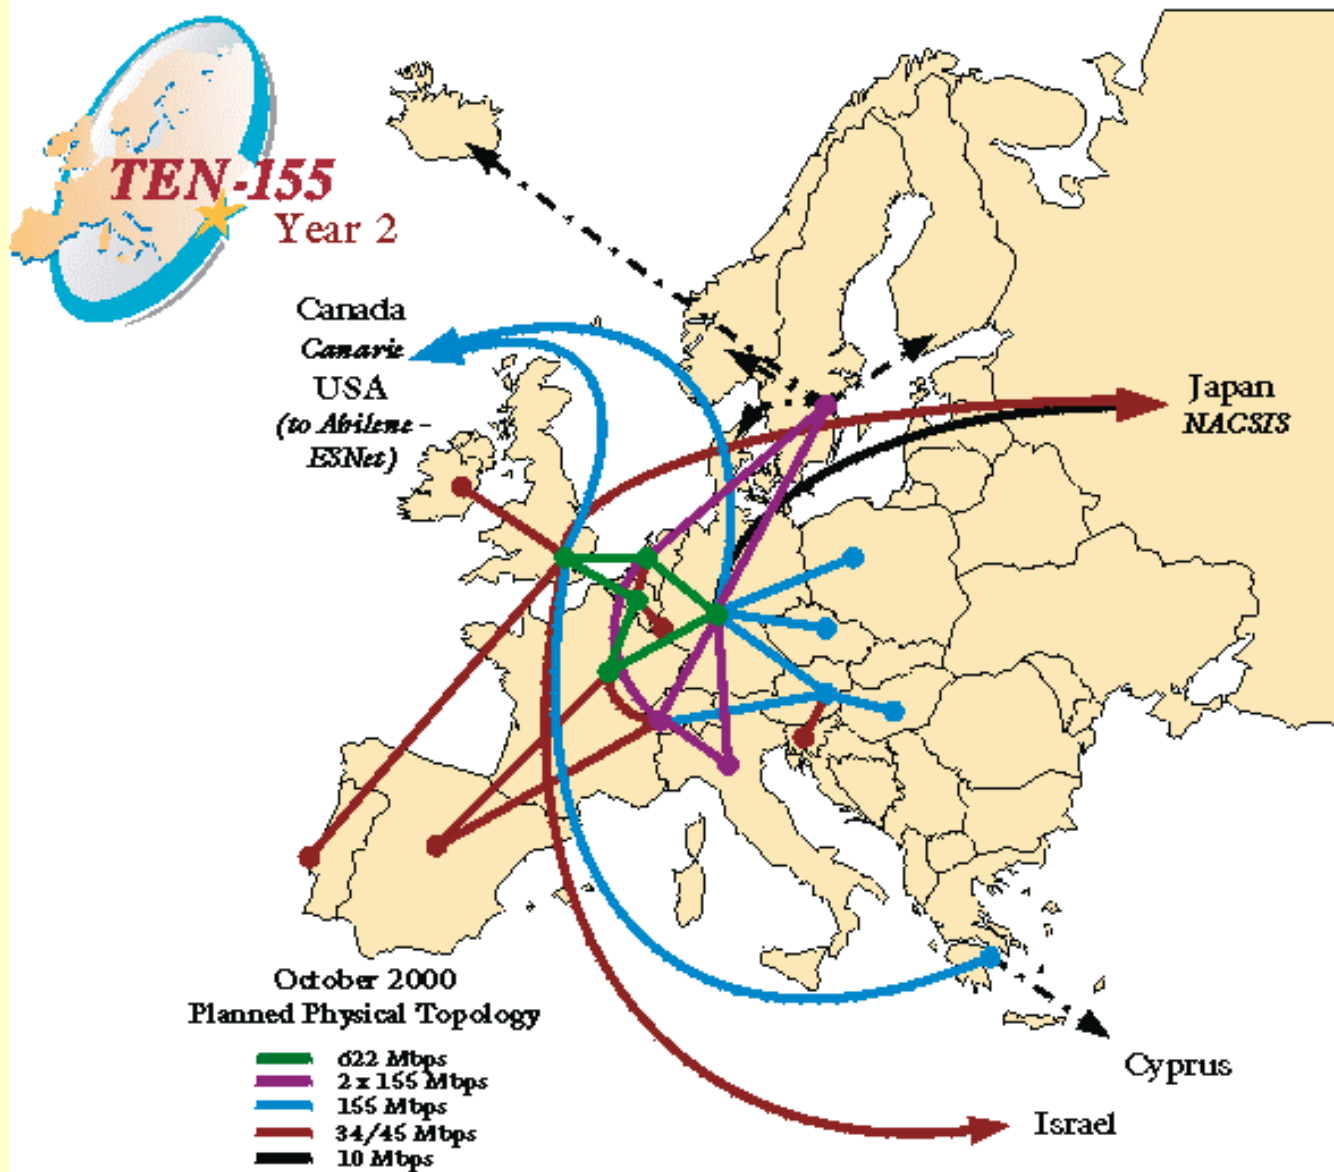 TEN-155
Year 2
Canada
Canarie
USA
(to Abilene -
ESNet)
Japan
NACSIS
October 2000
Planned Physical Topology
622 Mbps
2 x 155 Mbps
155 Mbps
34/45 Mbps
10 Mbps
Cyprus
Israel